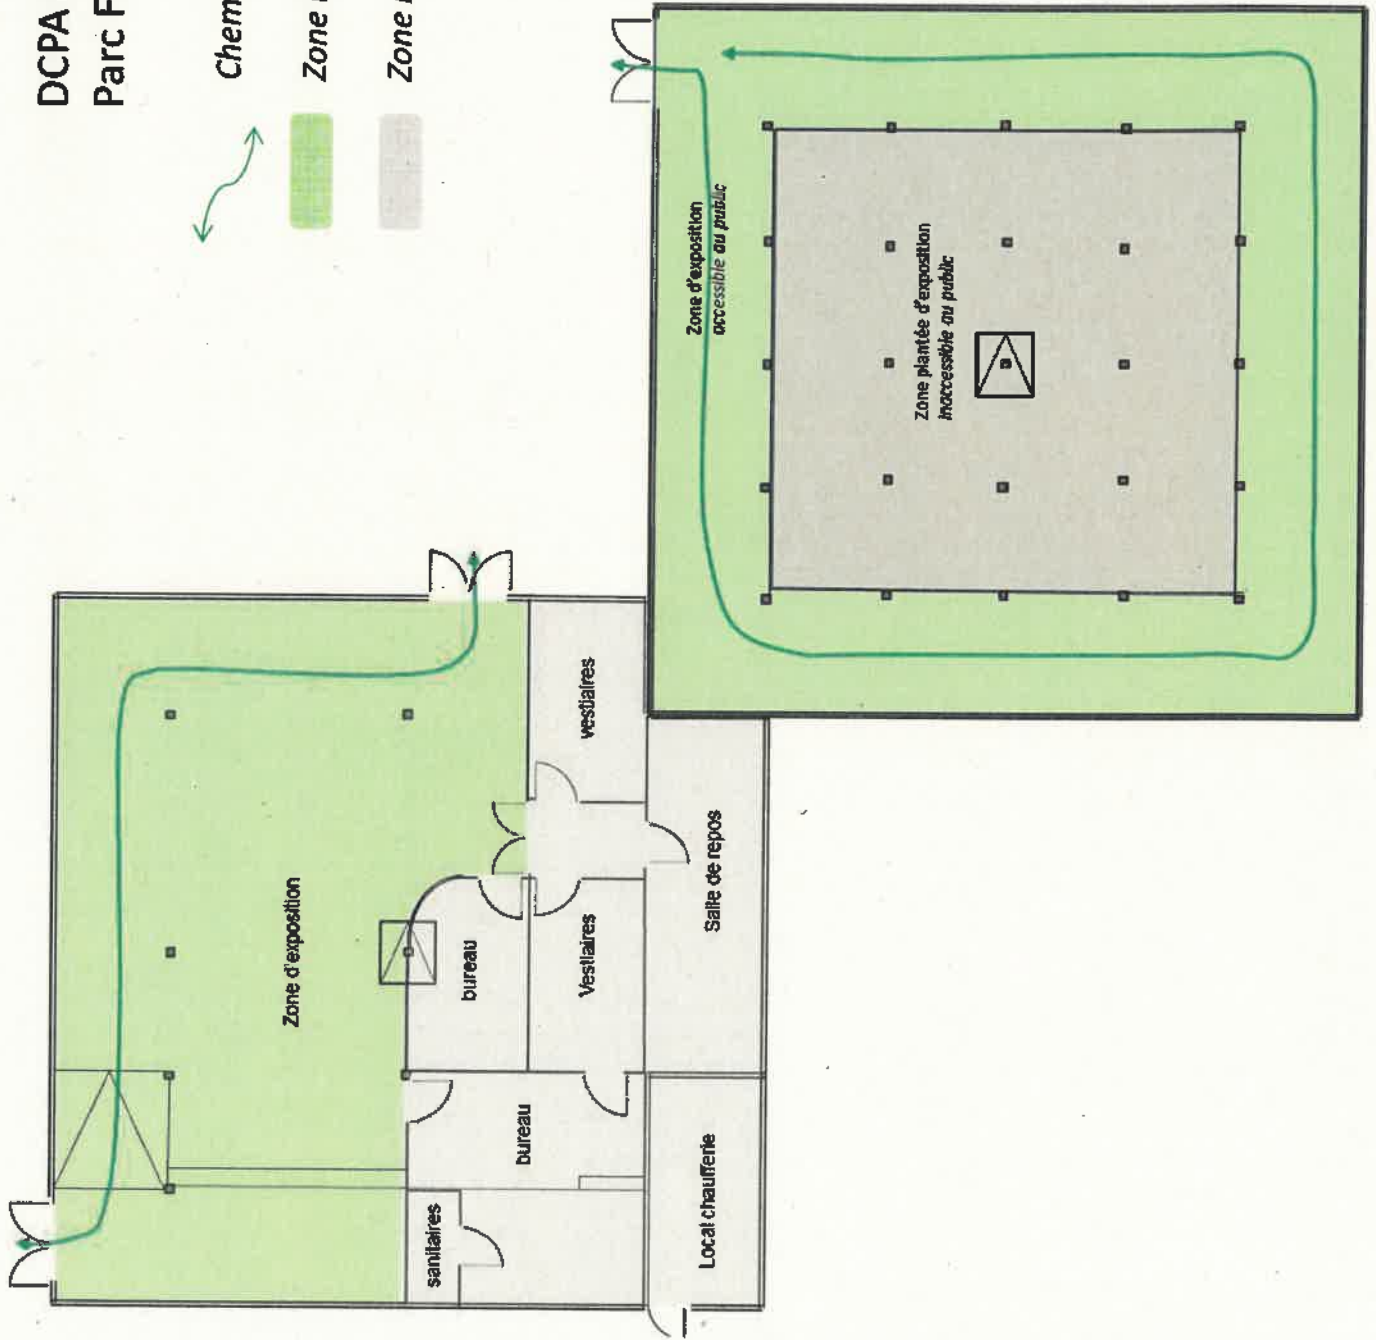 DCPA
Parc F
Chem
Zone
Zone
Zone d'exposition
accessible au public
Zone plantée d'exposition
inaccessible au public
Zone d'exposition
bureau
vestiaires
Vestiaires
Salle de repos
bureau
sanitaires
Local chaufferie